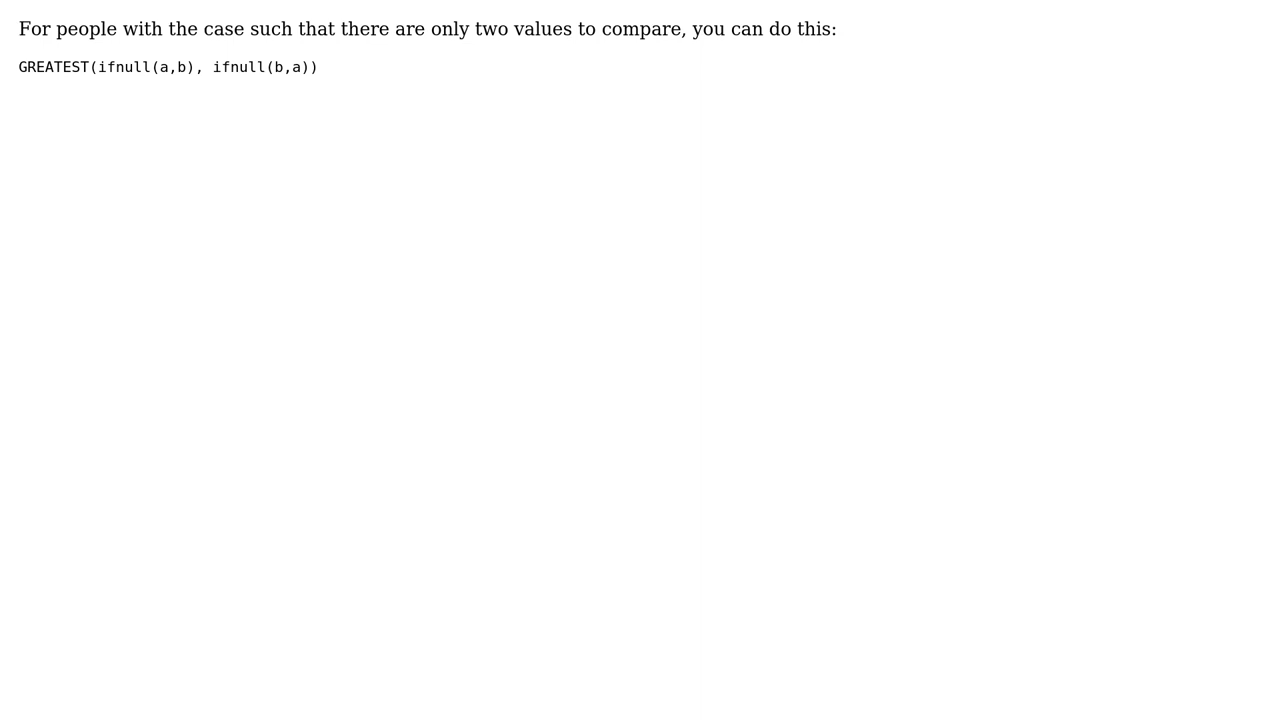 For people with the case such that there are only two values to compare, you can do this:
GREATEST(ifnull(a,b), ifnull(b,a))